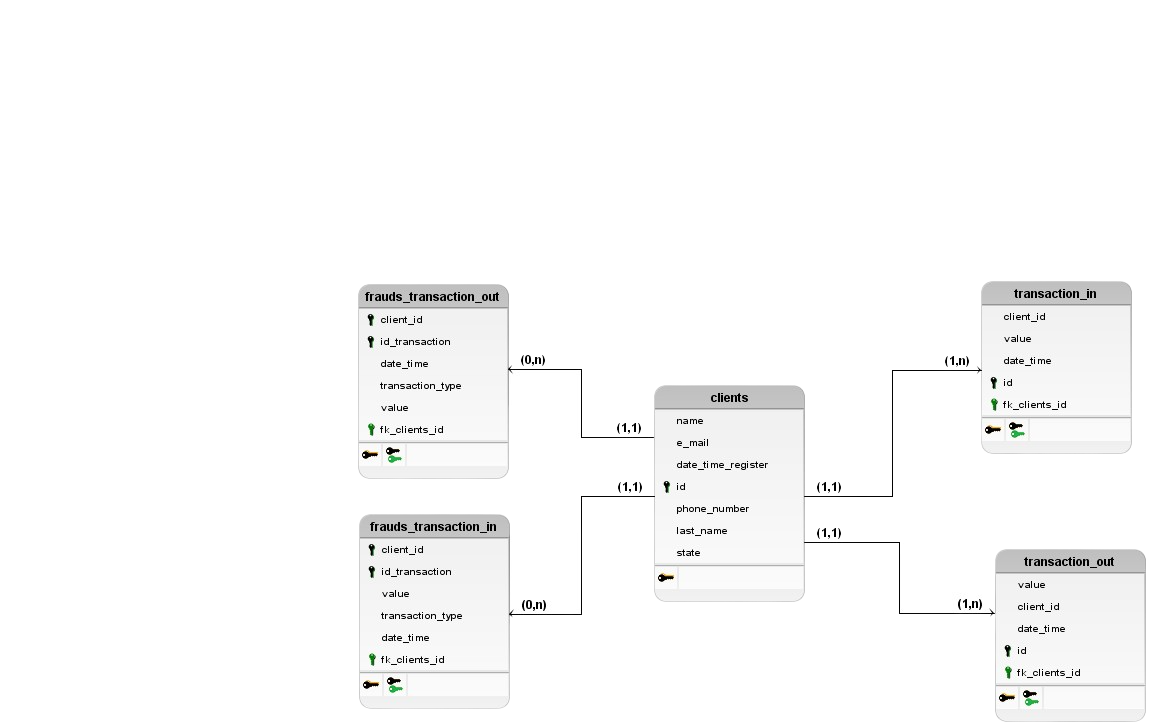 frauds_transaction_out
client_id
id_transaction
date_time
transaction_type
value
fk_clients_id
(0,n)
(1,1)
frauds_transaction_in
client_id
id_transaction
value
transaction_type
date_time
fk_clients_id
(0,n)
(1,1)
clients
name
e_mail
date_time_register
id
phone_number
last_name
state
(1,1)
(1,n)
transaction_in
client_id
value
date_time
id
fk_clients_id
(1,1)
(1,n)
transaction_out
value
client_id
date_time
id
fk_clients_id